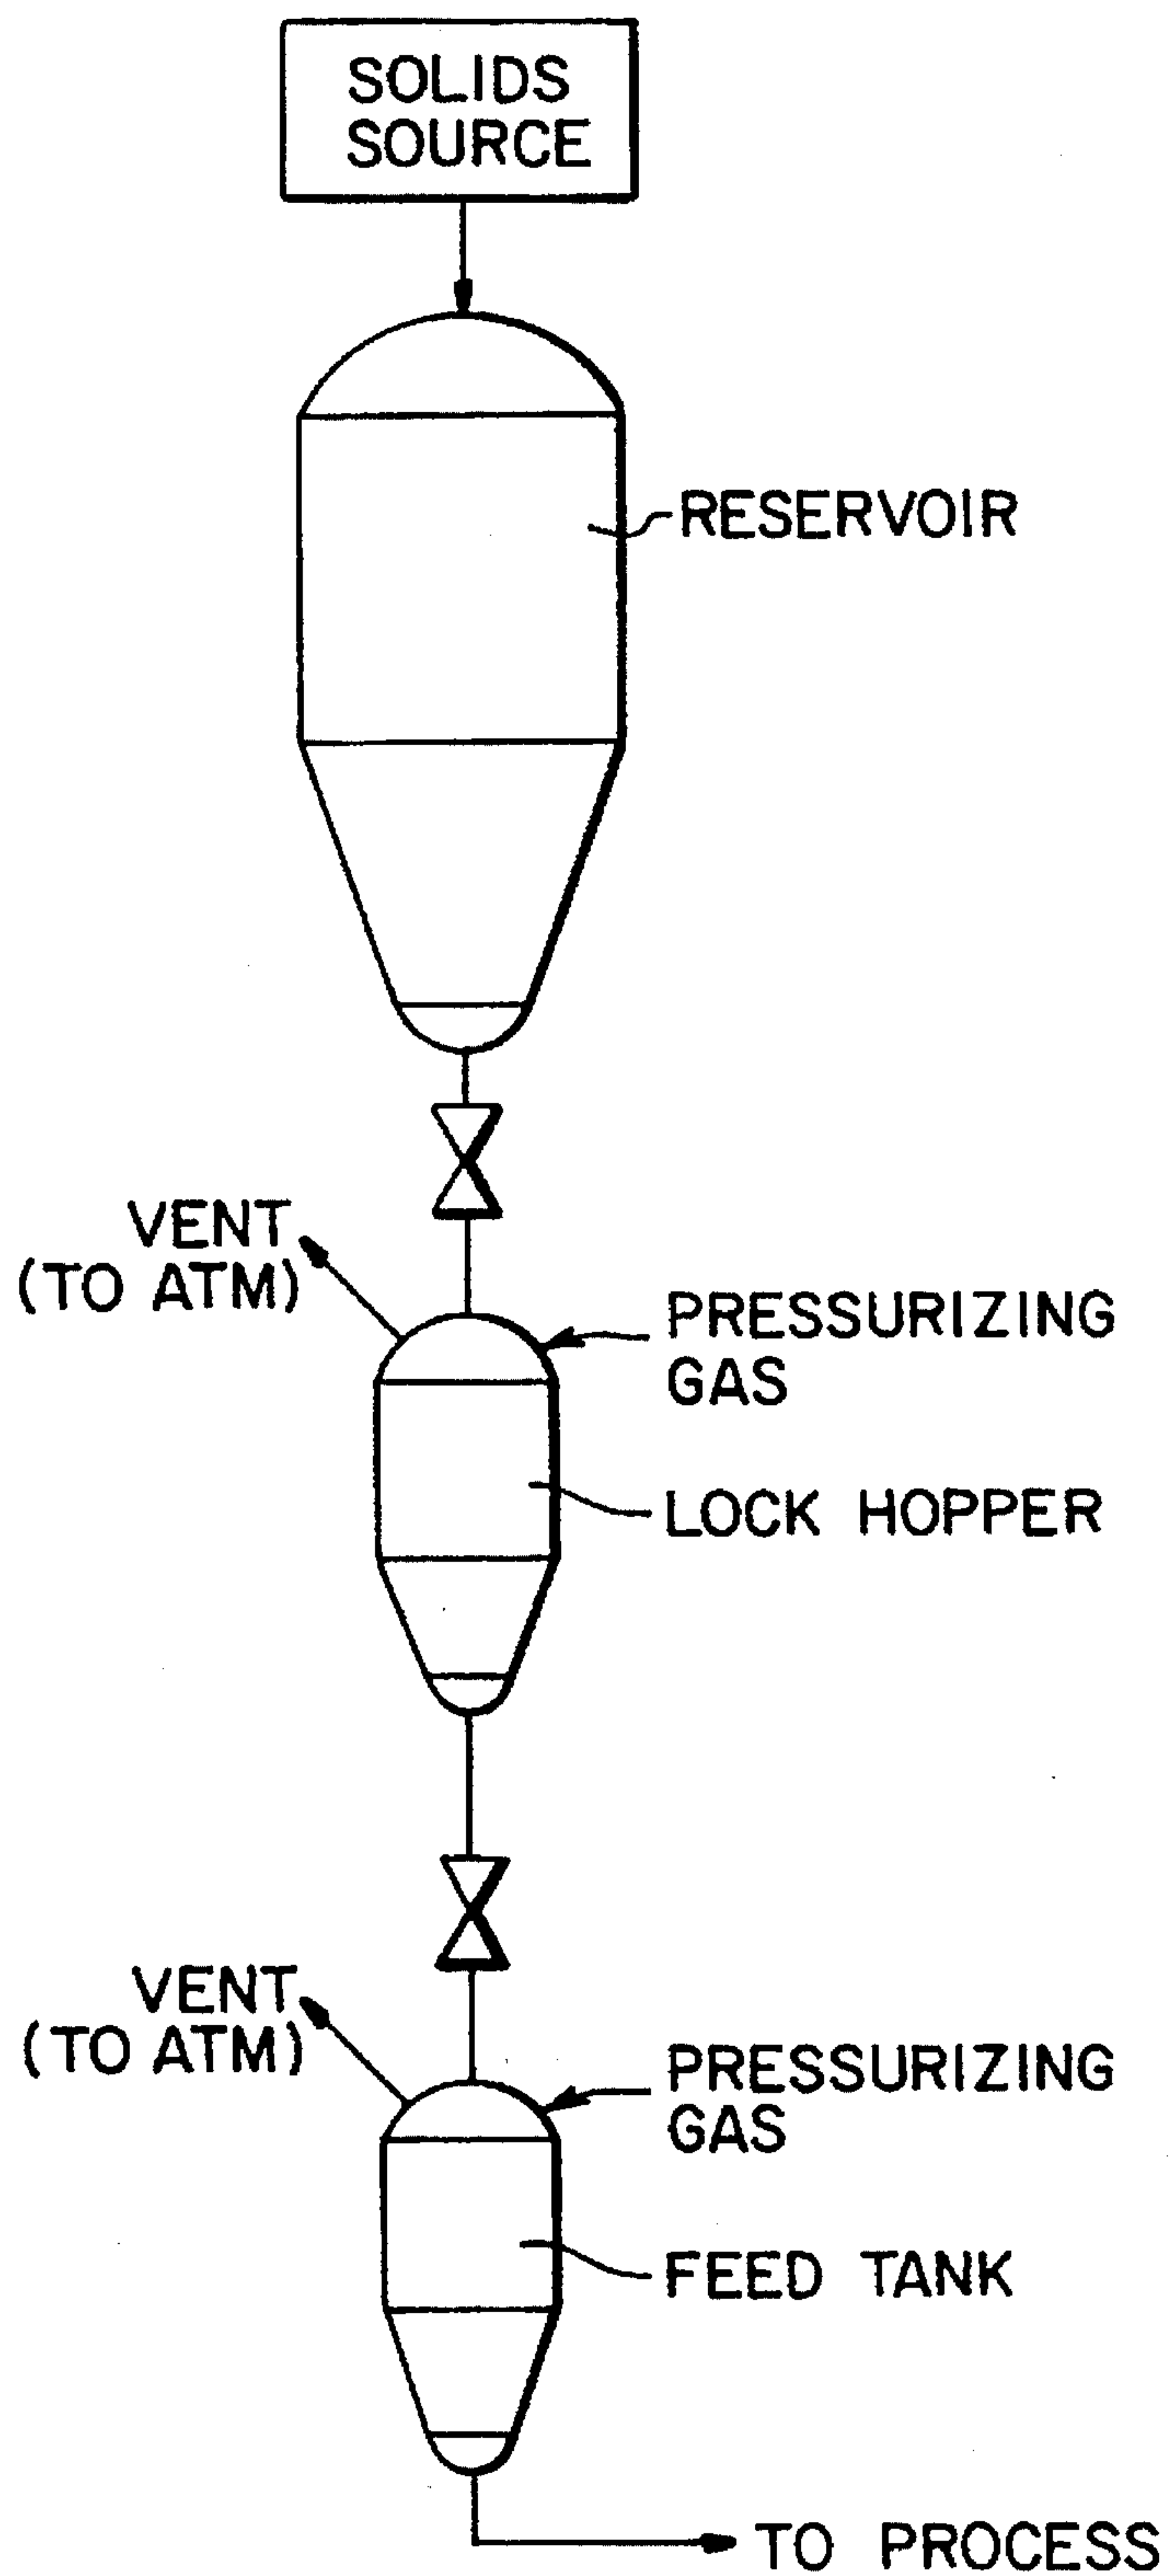 SOLIDS
SOURCE
RESERVOIR
VENT
(TO ATM)
PRESSURIZING
GAS
LOCK HOPPER
VENT
(TO ATM)
PRESSURIZING
GAS
FEED TANK
TO PROCESS